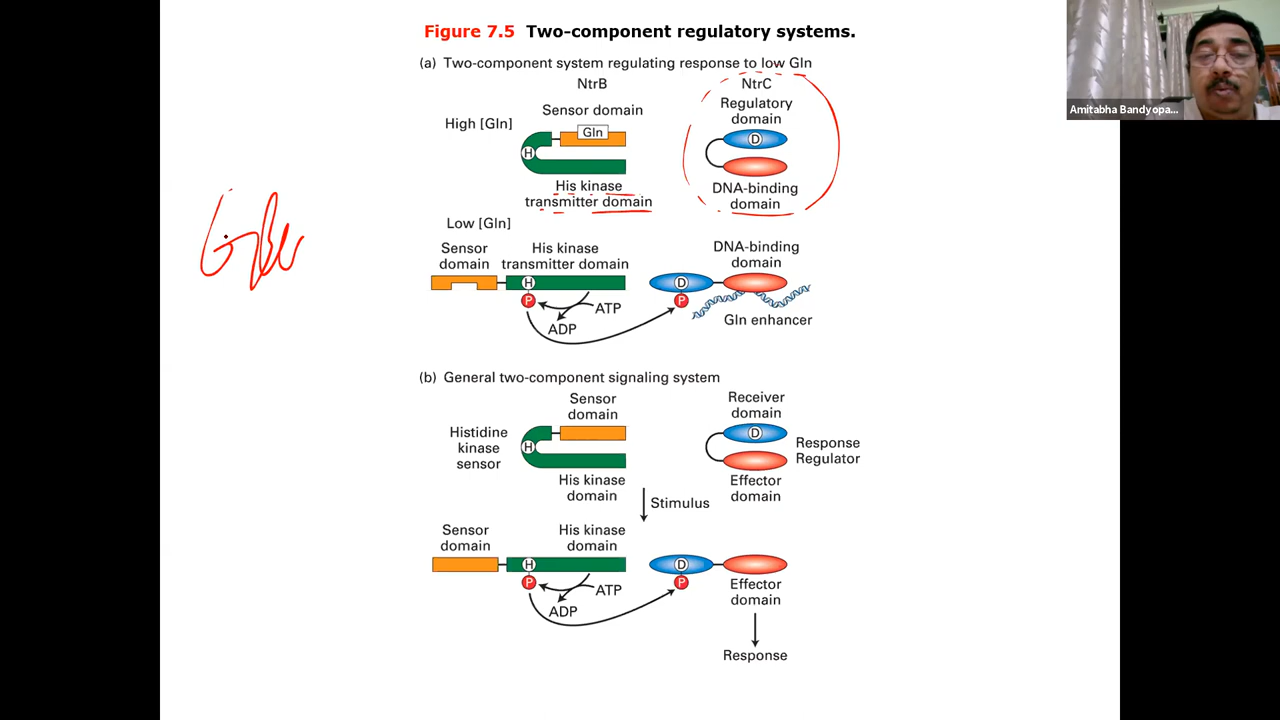 Figure 7.5 Two-component regulatory systems.
(a) Two-component system regulating response to low Gln
NtrB
NtrC
Sensor domain
Regulatory
domain
High [Gln]
Gln
D
H
His kinase
transmitter domain
DNA-binding
domain
Low [Gln]
Sensor
domain
His kinase
transmitter domain
DNA-binding
domain
H
D
P
P
ATP
ADP
Gln enhancer
(b) General two-component signaling system
Sensor
domain
Receiver
domain
Histidine
kinase
sensor
H
D
Response
Regulator
His kinase
domain
Effector
domain
Stimulus
Sensor
domain
His kinase
domain
H
D
P
P
ATP
ADP
Effector
domain
Response
Amitabha Bandyopa...